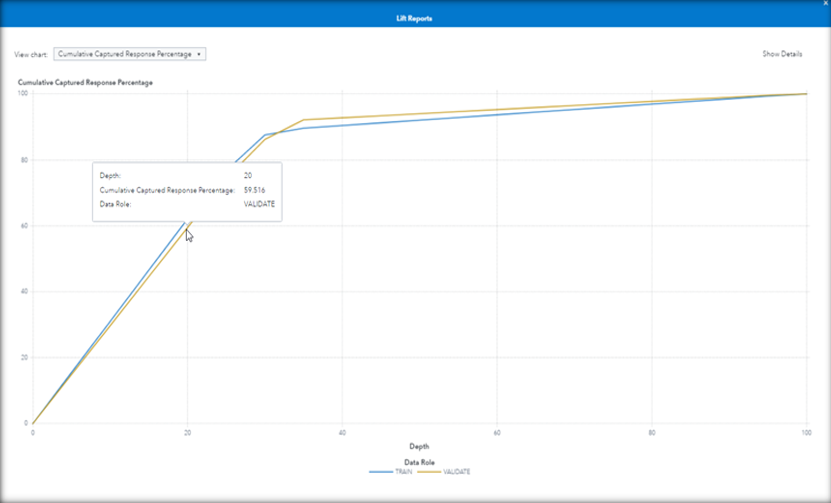 x
Lift Reports
View chart: Cumulative Captured Response Percentage
Show Details
Cumulative Captured Response Percentage
100
80
60
40
20
0
Depth: 20
Cumulative Captured Response Percentage: 59.516
Data Role: VALIDATE
0 20 40 60 80 100
Depth
Data Role
TRAIN VALIDATE